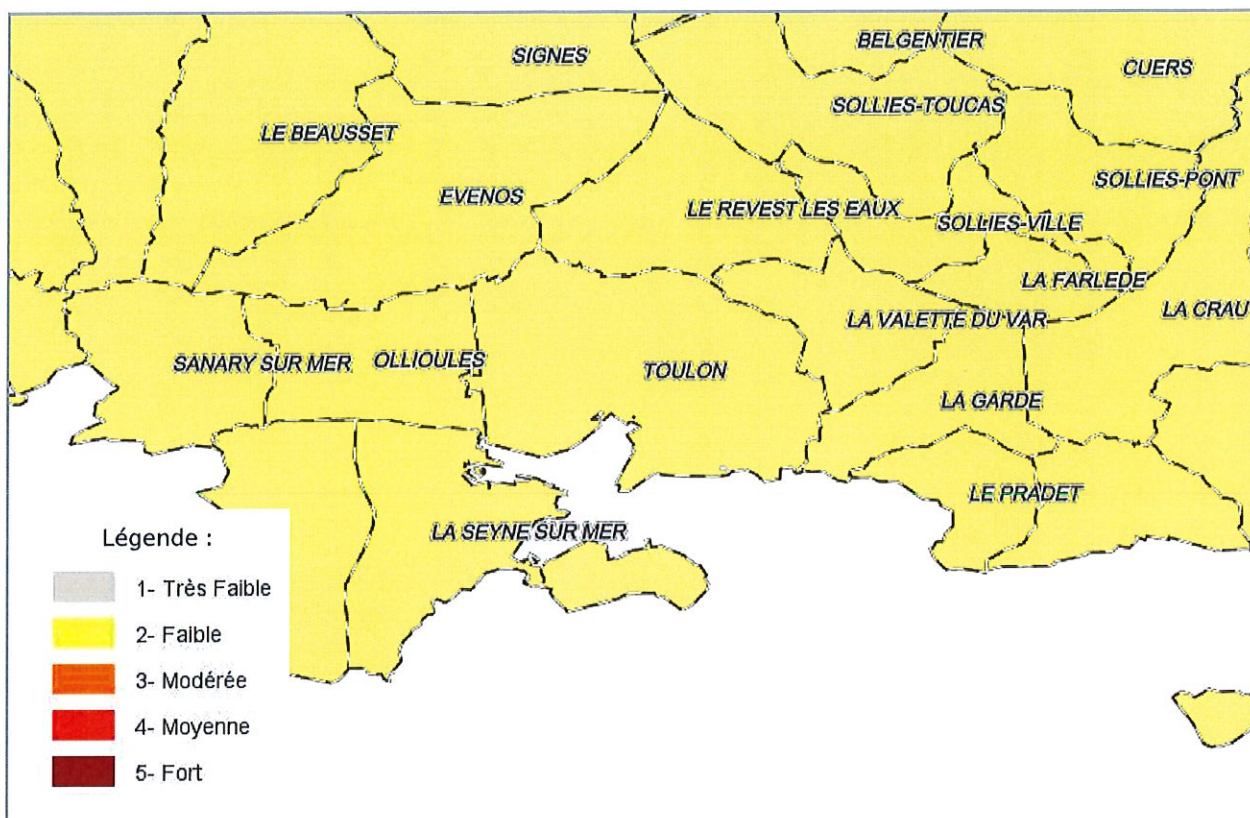 BELGENTIER
SIGNES
CUERS
SOLLIES-TOUCAS
LE BEAUSSET
SOLLIES-PONT
EVENOS
LE REVEST LES EAUX
SOLLIES-VILLE
LA FARLEDE
LA VALETTE DU VAR
LA CRAU
SANARY SUR MER
OLLIOULES
TOULON
LA GARDE
LE PRADET
LA SEYNE SUR MER
Légende :
1- Très Faible
2- Faible
3- Modérée
4- Moyenne
5- Fort